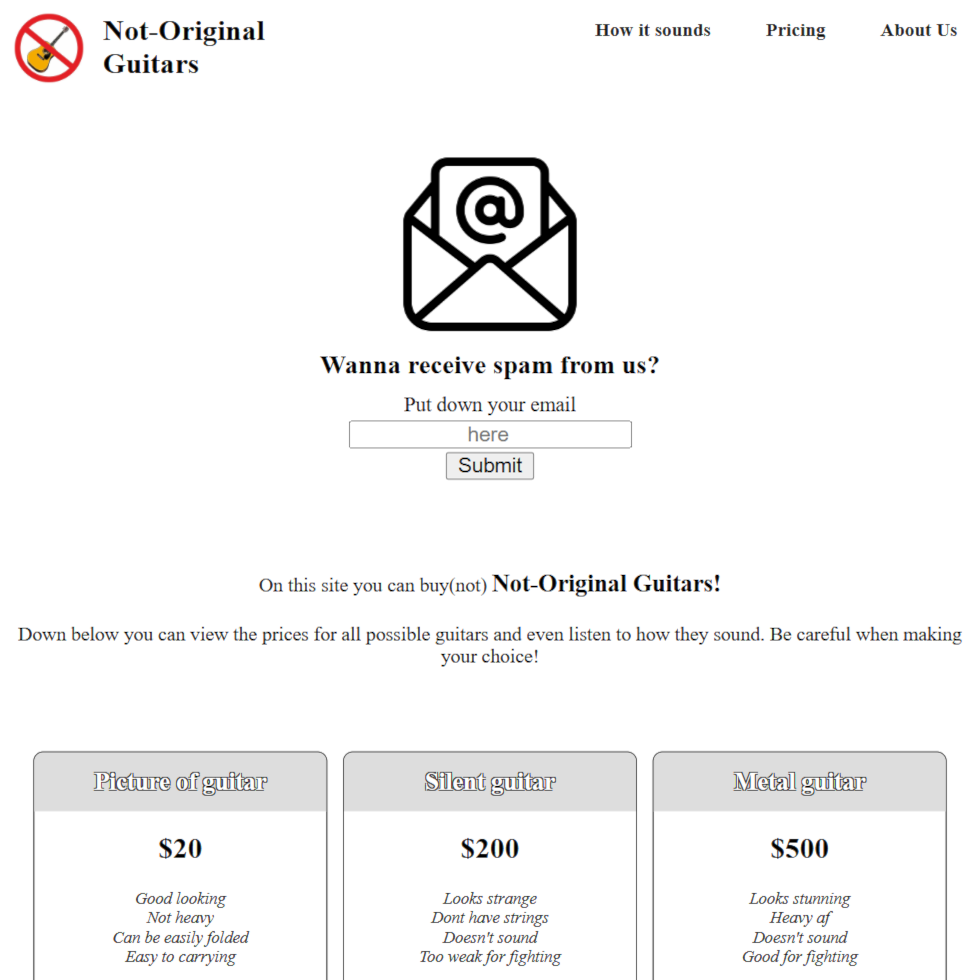 Not-Original
Guitars
How it sounds
Pricing
About Us
@
Wanna receive spam from us?
Put down your email
here
Submit
On this site you can buy(not) Not-Original Guitars!
Down below you can view the prices for all possible guitars and even listen to how they sound. Be careful when making
your choice!
Picture of guitar
$20
Good looking
Not heavy
Can be easily folded
Easy to carrying
Silent guitar
$200
Looks strange
Dont have strings
Doesn't sound
Too weak for fighting
Metal guitar
$500
Looks stunning
Heavy af
Doesn't sound
Good for fighting